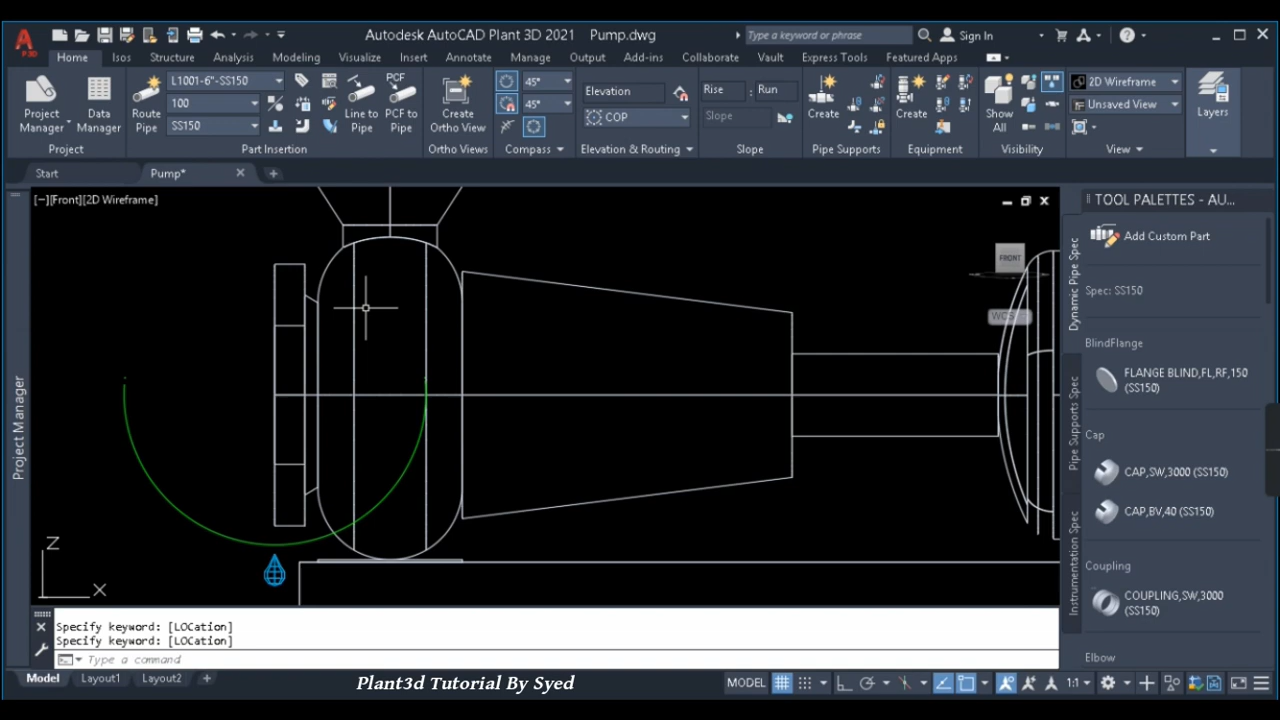 Autodesk AutoCAD Plant 3D 2021 Pump.dwg
Type a keyword or phrase
Sign In
Home Isos Structure Analysis Modeling Visualize Insert Annotate Manage Output Add-ins Collaborate Vault Express Tools Featured Apps
Project Manager
Data Manager
Project
Route Pipe
L1001-6"-SS150
100
SS150
Part Insertion
Line to Pipe
PCF to Pipe
Create Ortho View
Ortho Views
45°
45°
Compass
Elevation
COP
Elevation & Routing
Rise : Run
Slope
Slope
Create
Pipe Supports
Create
Equipment
Show All
Visibility
2D Wireframe
Unsaved View
View
Layers
Start
Pump*
[−][Front][2D Wireframe]
FRONT
WCS
Z
X
Project Manager
TOOL PALETTES - AU...
Add Custom Part
Spec: SS150
BlindFlange
FLANGE BLIND,FL,RF,150
(SS150)
Cap
CAP,SW,3000 (SS150)
CAP,BV,40 (SS150)
Coupling
COUPLING,SW,3000
(SS150)
Elbow
Dynamic Pipe Spec
Pipe Supports Spec
Instrumentation Spec
Specify keyword: [LOCation]
Specify keyword: [LOCation]
Type a command
Model Layout1 Layout2
Plant3d Tutorial By Syed
MODEL
1:1